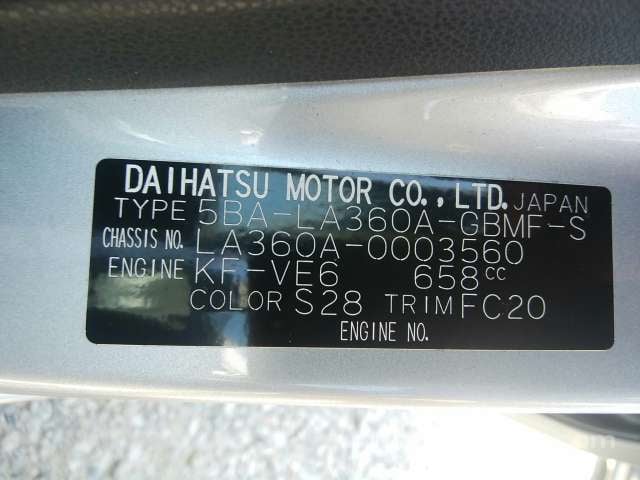 DAIHATSU MOTOR CO., LTD. JAPAN
TYPE 5BA-LA360A-GBMF-S
CHASSIS NO. LA360A-0003560
ENGINE KF-VE6 658cc
COLOR S28 TRIM FC20
ENGINE NO.